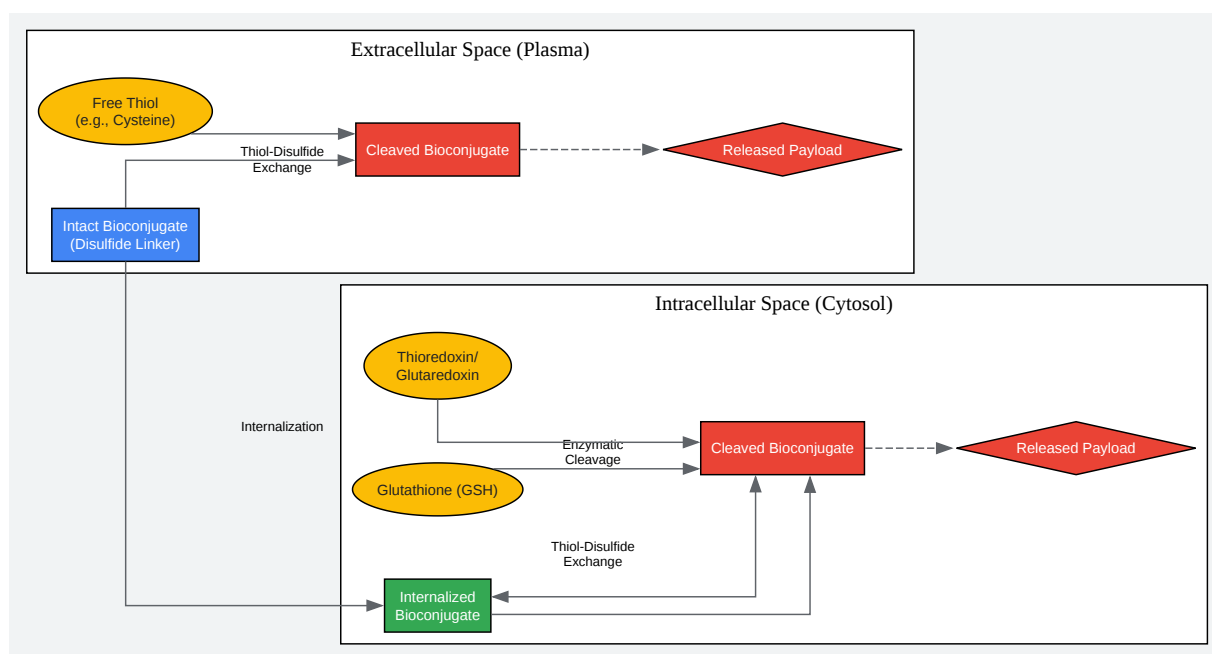 Extracellular Space (Plasma)
Free Thiol
(e.g., Cysteine)
Thiol-Disulfide
Exchange
Cleaved Bioconjugate
Released Payload
Intact Bioconjugate
(Disulfide Linker)
Internalization
Intracellular Space (Cytosol)
Thioredoxin/
Glutaredoxin
Enzymatic
Cleavage
Cleaved Bioconjugate
Released Payload
Glutathione (GSH)
Thiol-Disulfide
Exchange
Internalized
Bioconjugate